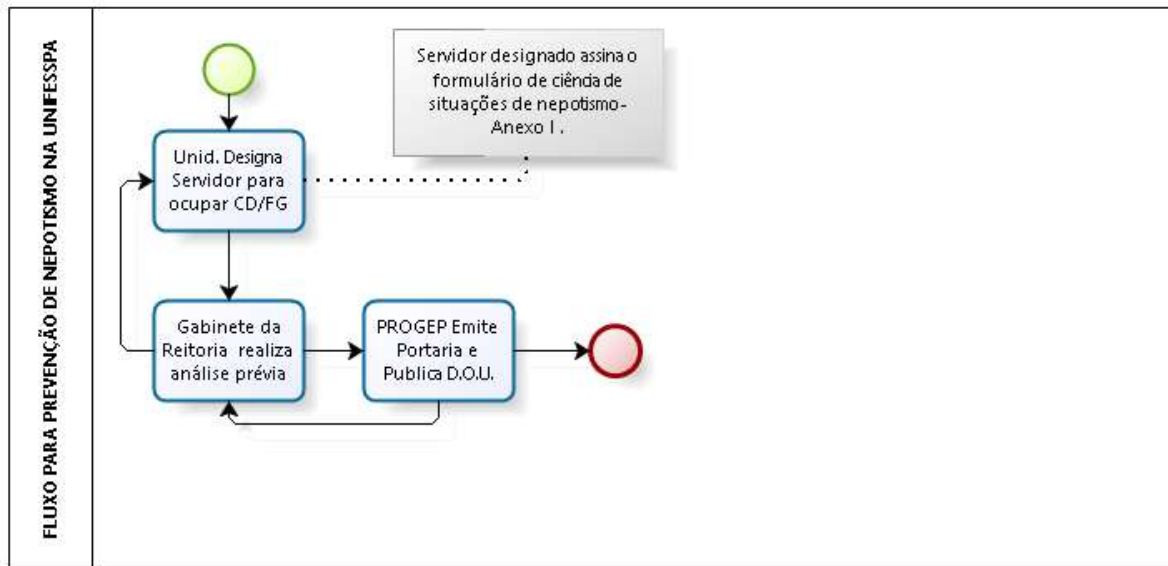 FLUXO PARA PREVENÇÃO DE NEPOTISMO NA UNIFESSPA
Servidor designado assina o
formulário de ciência de
situações de nepotismo-
Anexo I .
Unid. Designa
Servidor para
ocupar CD/FG
Gabinete da
Reitoria realiza
análise prévia
PROGEP Emite
Portaria e
Publica D.O.U.